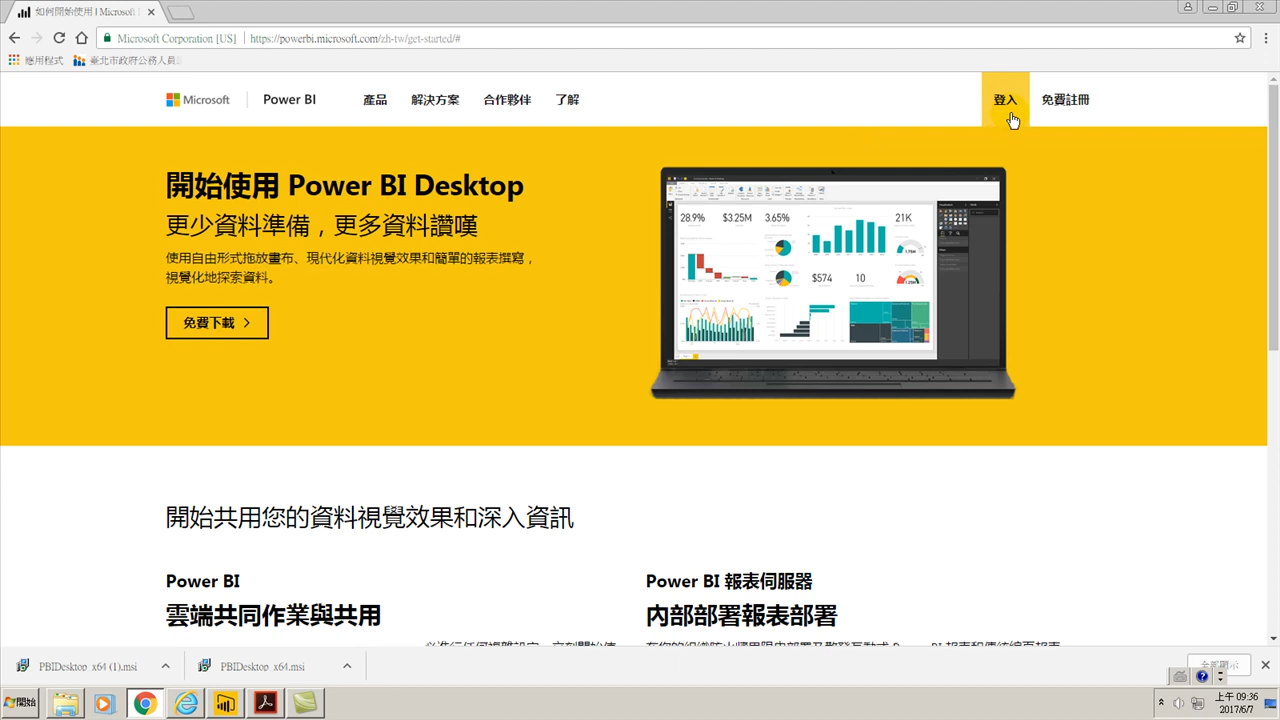 如何開始使用 | Microsoft
Microsoft Corporation [US] https://powerbi.microsoft.com/zh-tw/get-started/#
應用程式 臺北市政府公務人員
Microsoft Power BI 產品 解決方案 合作夥伴 了解 登入 免費註冊
開始使用 Power BI Desktop
更少資料準備，更多資料讚嘆
使用自由形式拖放畫布、現代化資料視覺效果和簡單的報表撰寫，
視覺化地探索資料。
免費下載
28.9% $3.25M 3.65% 21K
$574 10
開始共用您的資料視覺效果和深入資訊
Power BI
雲端共同作業與共用
Power BI 報表伺服器
內部部署報表部署
PBIDesktop_x64 (1).msi PBIDesktop_x64.msi 全部顯示
開始
上午 09:36
2017/6/7